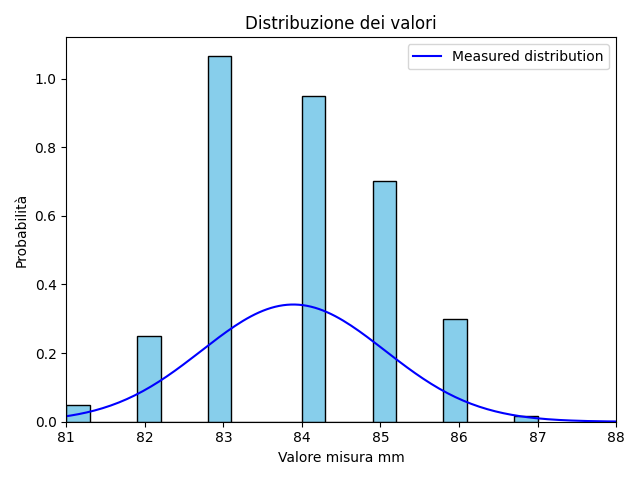 Distribuzione dei valori
Measured distribution
Probabilità
1.0
0.8
0.6
0.4
0.2
0.0
81 82 83 84 85 86 87 88
Valore misura mm